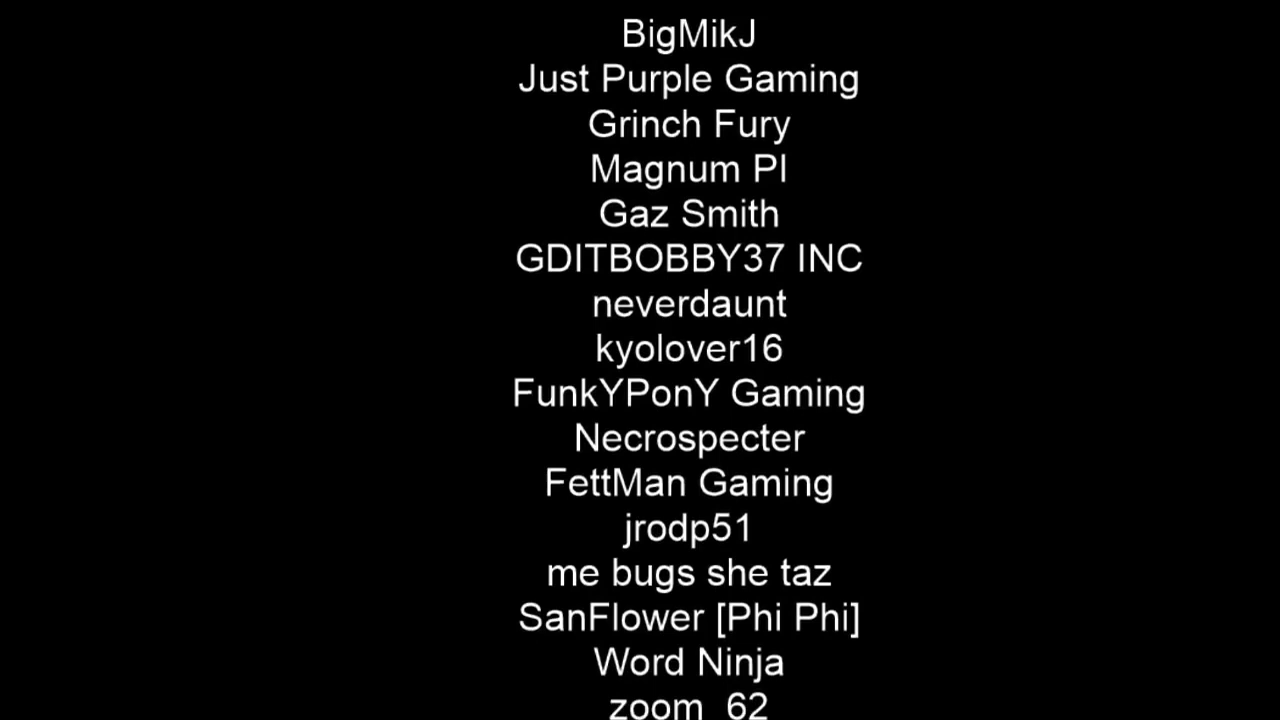 BigMikJ
Just Purple Gaming
Grinch Fury
Magnum PI
Gaz Smith
GDITBOBBY37 INC
neverdaunt
kyolover16
FunkYPonY Gaming
Necrospecter
FettMan Gaming
jrodp51
me bugs she taz
SanFlower [Phi Phi]
Word Ninja
zoom_62